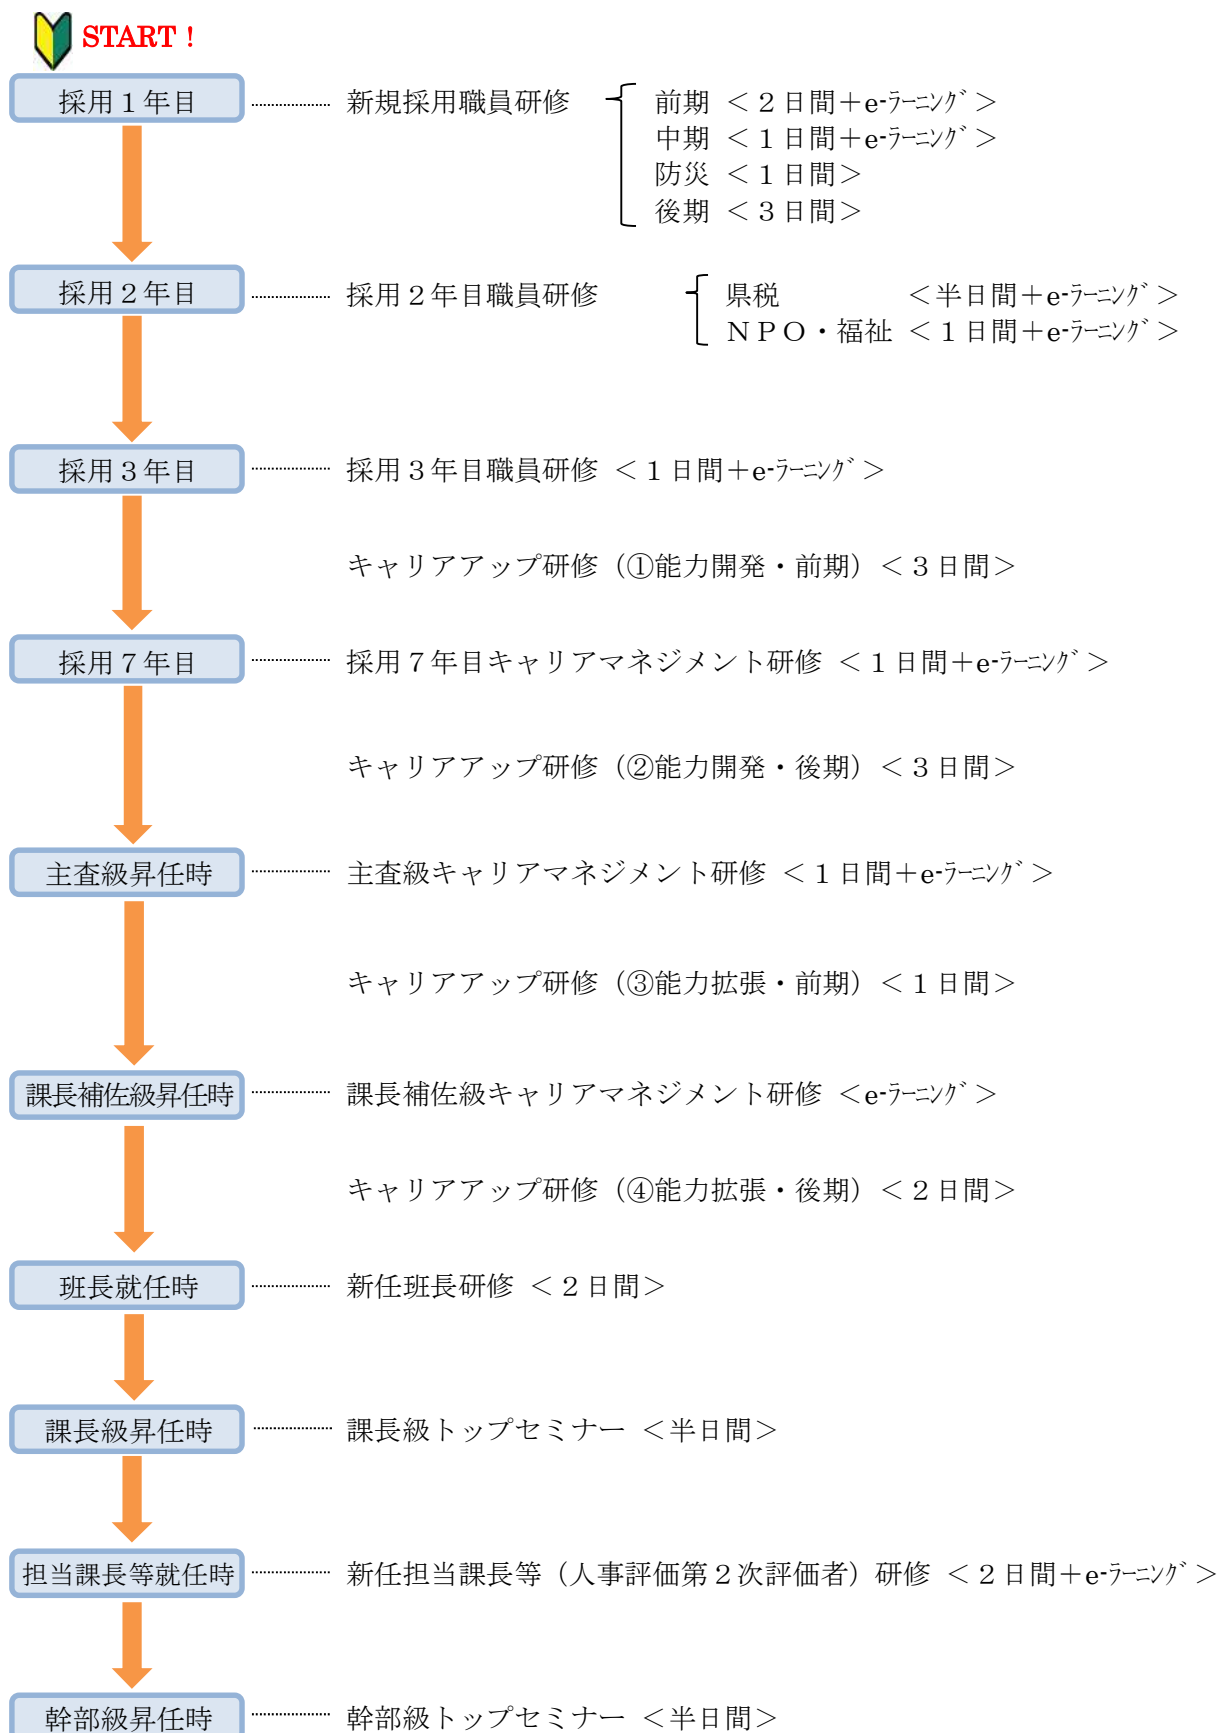 START！
採用１年目 新規採用職員研修 前期 ＜２日間＋e-ﾗｰﾆﾝｸﾞ＞
中期 ＜１日間＋e-ﾗｰﾆﾝｸﾞ＞
防災 ＜１日間＞
後期 ＜３日間＞
採用２年目 採用２年目職員研修 県税 ＜半日間＋e-ﾗｰﾆﾝｸﾞ＞
ＮＰＯ・福祉 ＜１日間＋e-ﾗｰﾆﾝｸﾞ＞
採用３年目 採用３年目職員研修 ＜１日間＋e-ﾗｰﾆﾝｸﾞ＞
キャリアアップ研修（①能力開発・前期）＜３日間＞
採用７年目 採用７年目キャリアマネジメント研修 ＜１日間＋e-ﾗｰﾆﾝｸﾞ＞
キャリアアップ研修（②能力開発・後期）＜３日間＞
主査級昇任時 主査級キャリアマネジメント研修 ＜１日間＋e-ﾗｰﾆﾝｸﾞ＞
キャリアアップ研修（③能力拡張・前期）＜１日間＞
課長補佐級昇任時 課長補佐級キャリアマネジメント研修 ＜e-ﾗｰﾆﾝｸﾞ＞
キャリアアップ研修（④能力拡張・後期）＜２日間＞
班長就任時 新任班長研修 ＜２日間＞
課長級昇任時 課長級トップセミナー ＜半日間＞
担当課長等就任時 新任担当課長等（人事評価第２次評価者）研修 ＜２日間＋e-ﾗｰﾆﾝｸﾞ＞
幹部級昇任時 幹部級トップセミナー ＜半日間＞